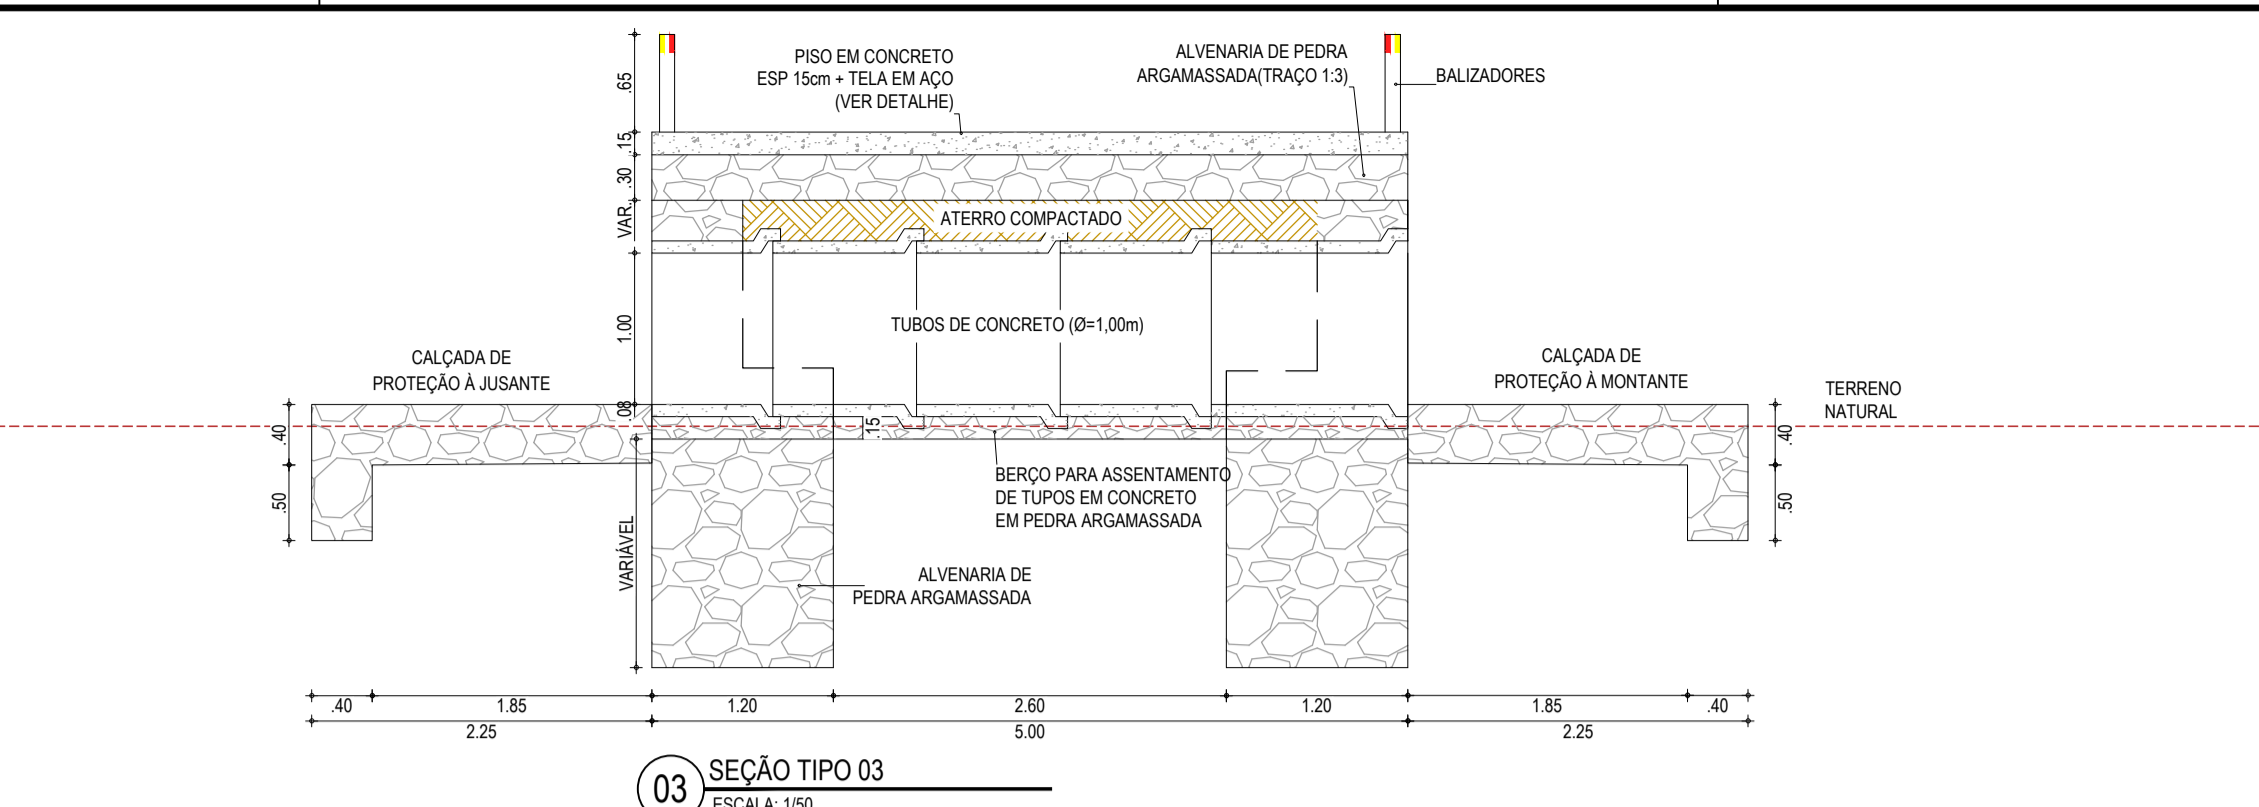 PISO EM CONCRETO
ESP 15cm + TELA EM AÇO
(VER DETALHE)
ALVENARIA DE PEDRA
ARGAMASSADA(TRAÇO 1:3)
BALIZADORES
.65
.15
.30
VAR.
ATERRO COMPACTADO
1.00
TUBOS DE CONCRETO (Ø=1,00m)
CALÇADA DE
PROTEÇÃO À JUSANTE
CALÇADA DE
PROTEÇÃO À MONTANTE
TERRENO
NATURAL
.08
.15
.40
.50
.40
.50
BERÇO PARA ASSENTAMENTO
DE TUPOS EM CONCRETO
EM PEDRA ARGAMASSADA
VARIÁVEL
ALVENARIA DE
PEDRA ARGAMASSADA
.40
1.85
1.20
2.60
1.20
1.85
.40
2.25
5.00
2.25
03
SEÇÃO TIPO 03
ESCALA: 1/50